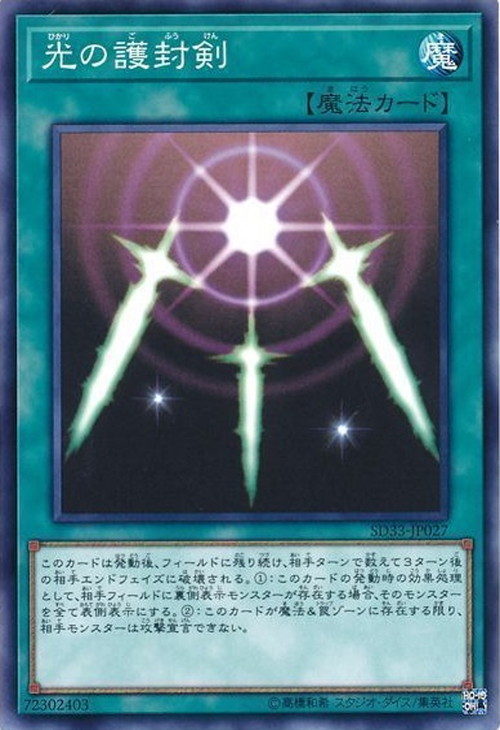 光の護封剣
魔
【魔法カード】
SD33-JP027
このカードは発動後、フィールドに残り続け、相手ターンで数えて3ターン後
の相手エンドフェイズに破壊される。①：このカードの発動時の効果処理
として、相手フィールドに裏側表示モンスターが存在する場合、そのモンスター
を全て表側表示にする。②：このカードが魔法＆罠ゾーンに存在する限り、
相手モンスターは攻撃宣言できない。
72302403
©高橋和希 スタジオ・ダイス/集英社